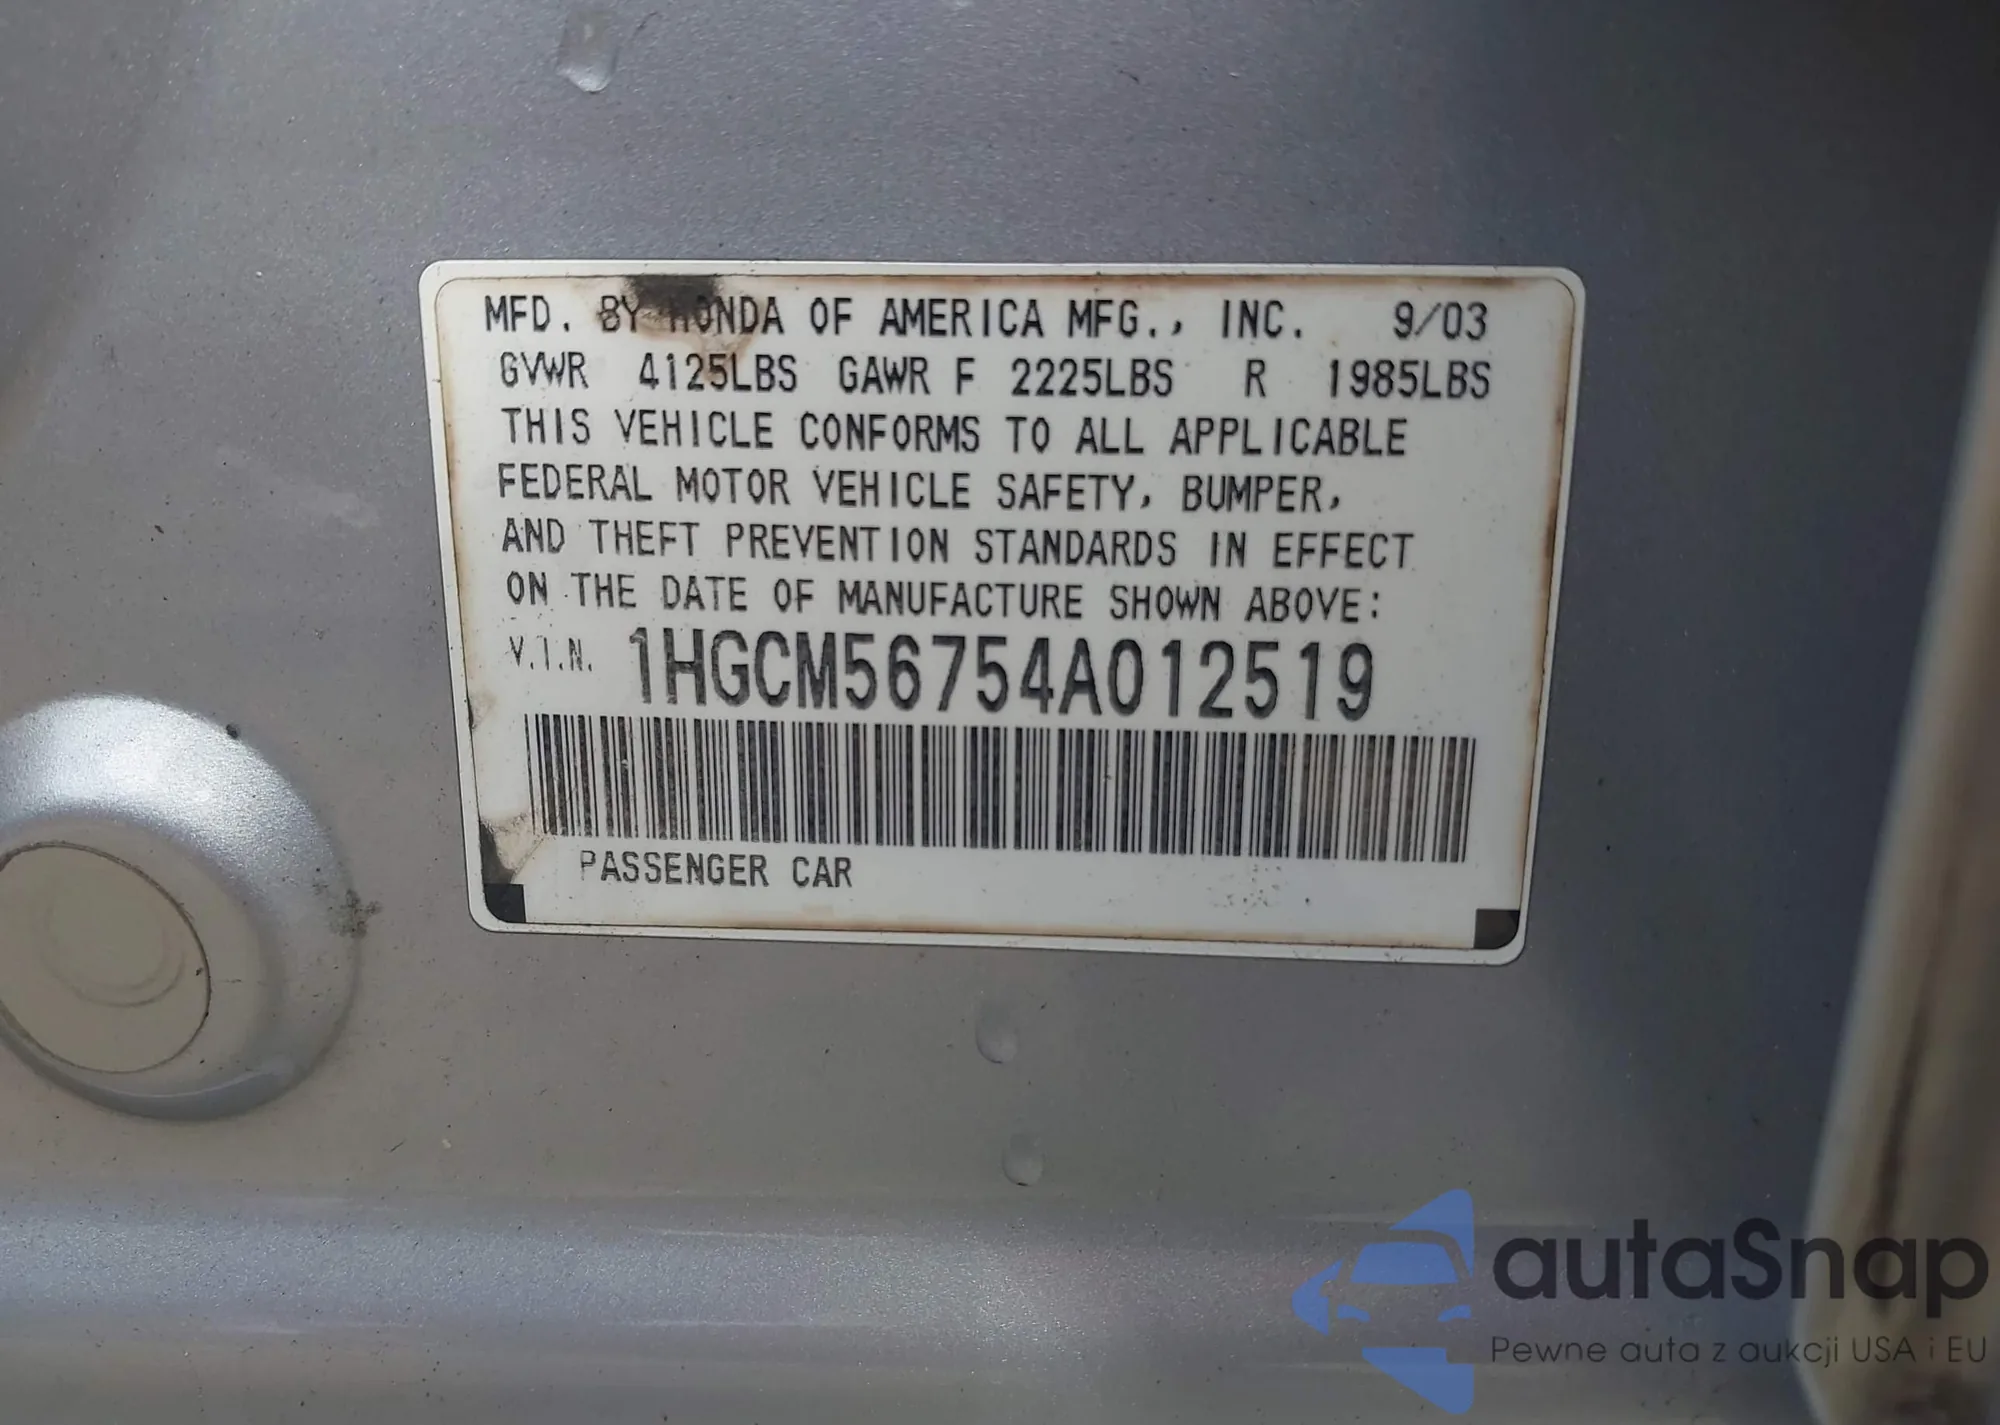 MFD. BY HONDA OF AMERICA MFG., INC. 9/03
GVWR 4125LBS GAWR F 2225LBS R 1985LBS
THIS VEHICLE CONFORMS TO ALL APPLICABLE
FEDERAL MOTOR VEHICLE SAFETY, BUMPER,
AND THEFT PREVENTION STANDARDS IN EFFECT
ON THE DATE OF MANUFACTURE SHOWN ABOVE:
V.I.N. 1HGCM56754A012519
PASSENGER CAR
autaSnap
Pewne auta z aukcji USA i EU